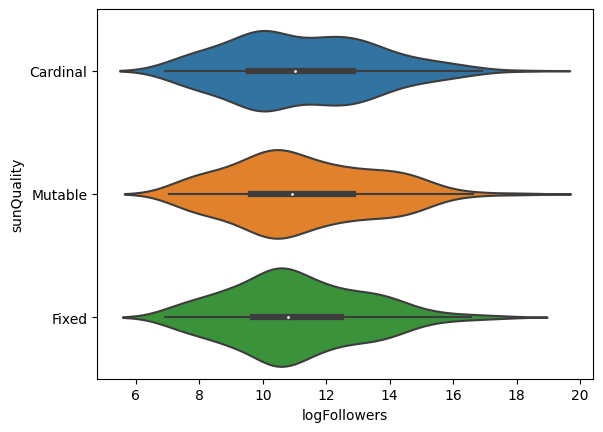 Cardinal
Mutable
Fixed
sunQuality
6 8 10 12 14 16 18 20
logFollowers